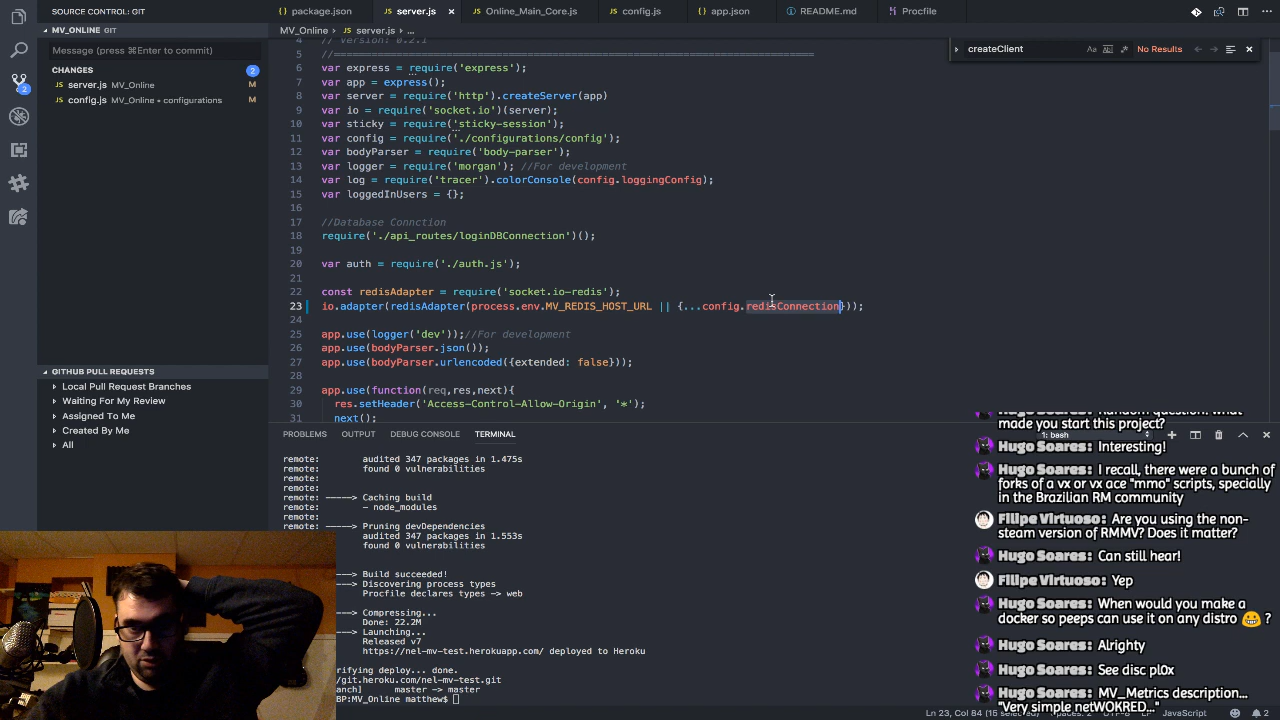 SOURCE CONTROL: GIT
package.json
server.js
Online_Main_Core.js
config.js
app.json
README.md
Procfile
MV_ONLINE GIT
Message (press ⌘Enter to commit)
CHANGES 2
server.js MV_Online M
config.js MV_Online • configurations M
GITHUB PULL REQUESTS
Local Pull Request Branches
Waiting For My Review
Assigned To Me
Created By Me
All
2
MV_Online > server.js > ...
createClient
No Results
4 // Version: 0.2.1
5 //=============================================================================
6 var express = require('express');
7 var app = express();
8 var server = require('http').createServer(app)
9 var io = require('socket.io')(server);
10 var sticky = require('sticky-session');
11 var config = require('./configurations/config');
12 var bodyParser = require('body-parser');
13 var logger = require('morgan'); //For development
14 var log = require('tracer').colorConsole(config.loggingConfig);
15 var loggedInUsers = {};
16
17 //Database Connction
18 require('./api_routes/loginDBConnection')();
19
20 var auth = require('./auth.js');
21
22 const redisAdapter = require('socket.io-redis');
23 io.adapter(redisAdapter(process.env.MV_REDIS_HOST_URL || {...config.redisConnection}));
24
25 app.use(logger('dev'));//For development
26 app.use(bodyParser.json());
27 app.use(bodyParser.urlencoded({extended: false}));
28
29 app.use(function(req,res,next){
30 res.setHeader('Access-Control-Allow-Origin', '*');
31 next();
PROBLEMS OUTPUT DEBUG CONSOLE TERMINAL
1: bash
remote: audited 347 packages in 1.475s
remote: found 0 vulnerabilities
remote:
remote:
remote: -----> Caching build
remote: - node_modules
remote:
remote: -----> Pruning devDependencies
remote: audited 347 packages in 1.553s
found 0 vulnerabilities
---> Build succeeded!
---> Discovering process types
Procfile declares types -> web
---> Compressing...
Done: 22.2M
---> Launching...
Released v7
https://nel-mv-test.herokuapp.com/ deployed to Heroku
rifying deploy... done.
/git.heroku.com/nel-mv-test.git
anch] master -> master
BP:MV_Online matthew$
Hugo Soares: Random question: what
made you start this project?
Hugo Soares: Interesting!
Hugo Soares: I recall, there were a bunch of
forks of a vx or vx ace "mmo" scripts, specially
in the Brazilian RM community
Filipe Virtuoso: Are you using the non-
steam version of RMMV? Does it matter?
Hugo Soares: Can still hear!
Filipe Virtuoso: Yep
Hugo Soares: When would you make a
docker so peeps can use it on any distro 😀 ?
Hugo Soares: Alrighty
Hugo Soares: See disc pl0x
Hugo Soares: MV_Metrics description...
"Very simple netWOKRED..."
Ln 23, Col 84 (15 selected)
LF
JavaScript
2